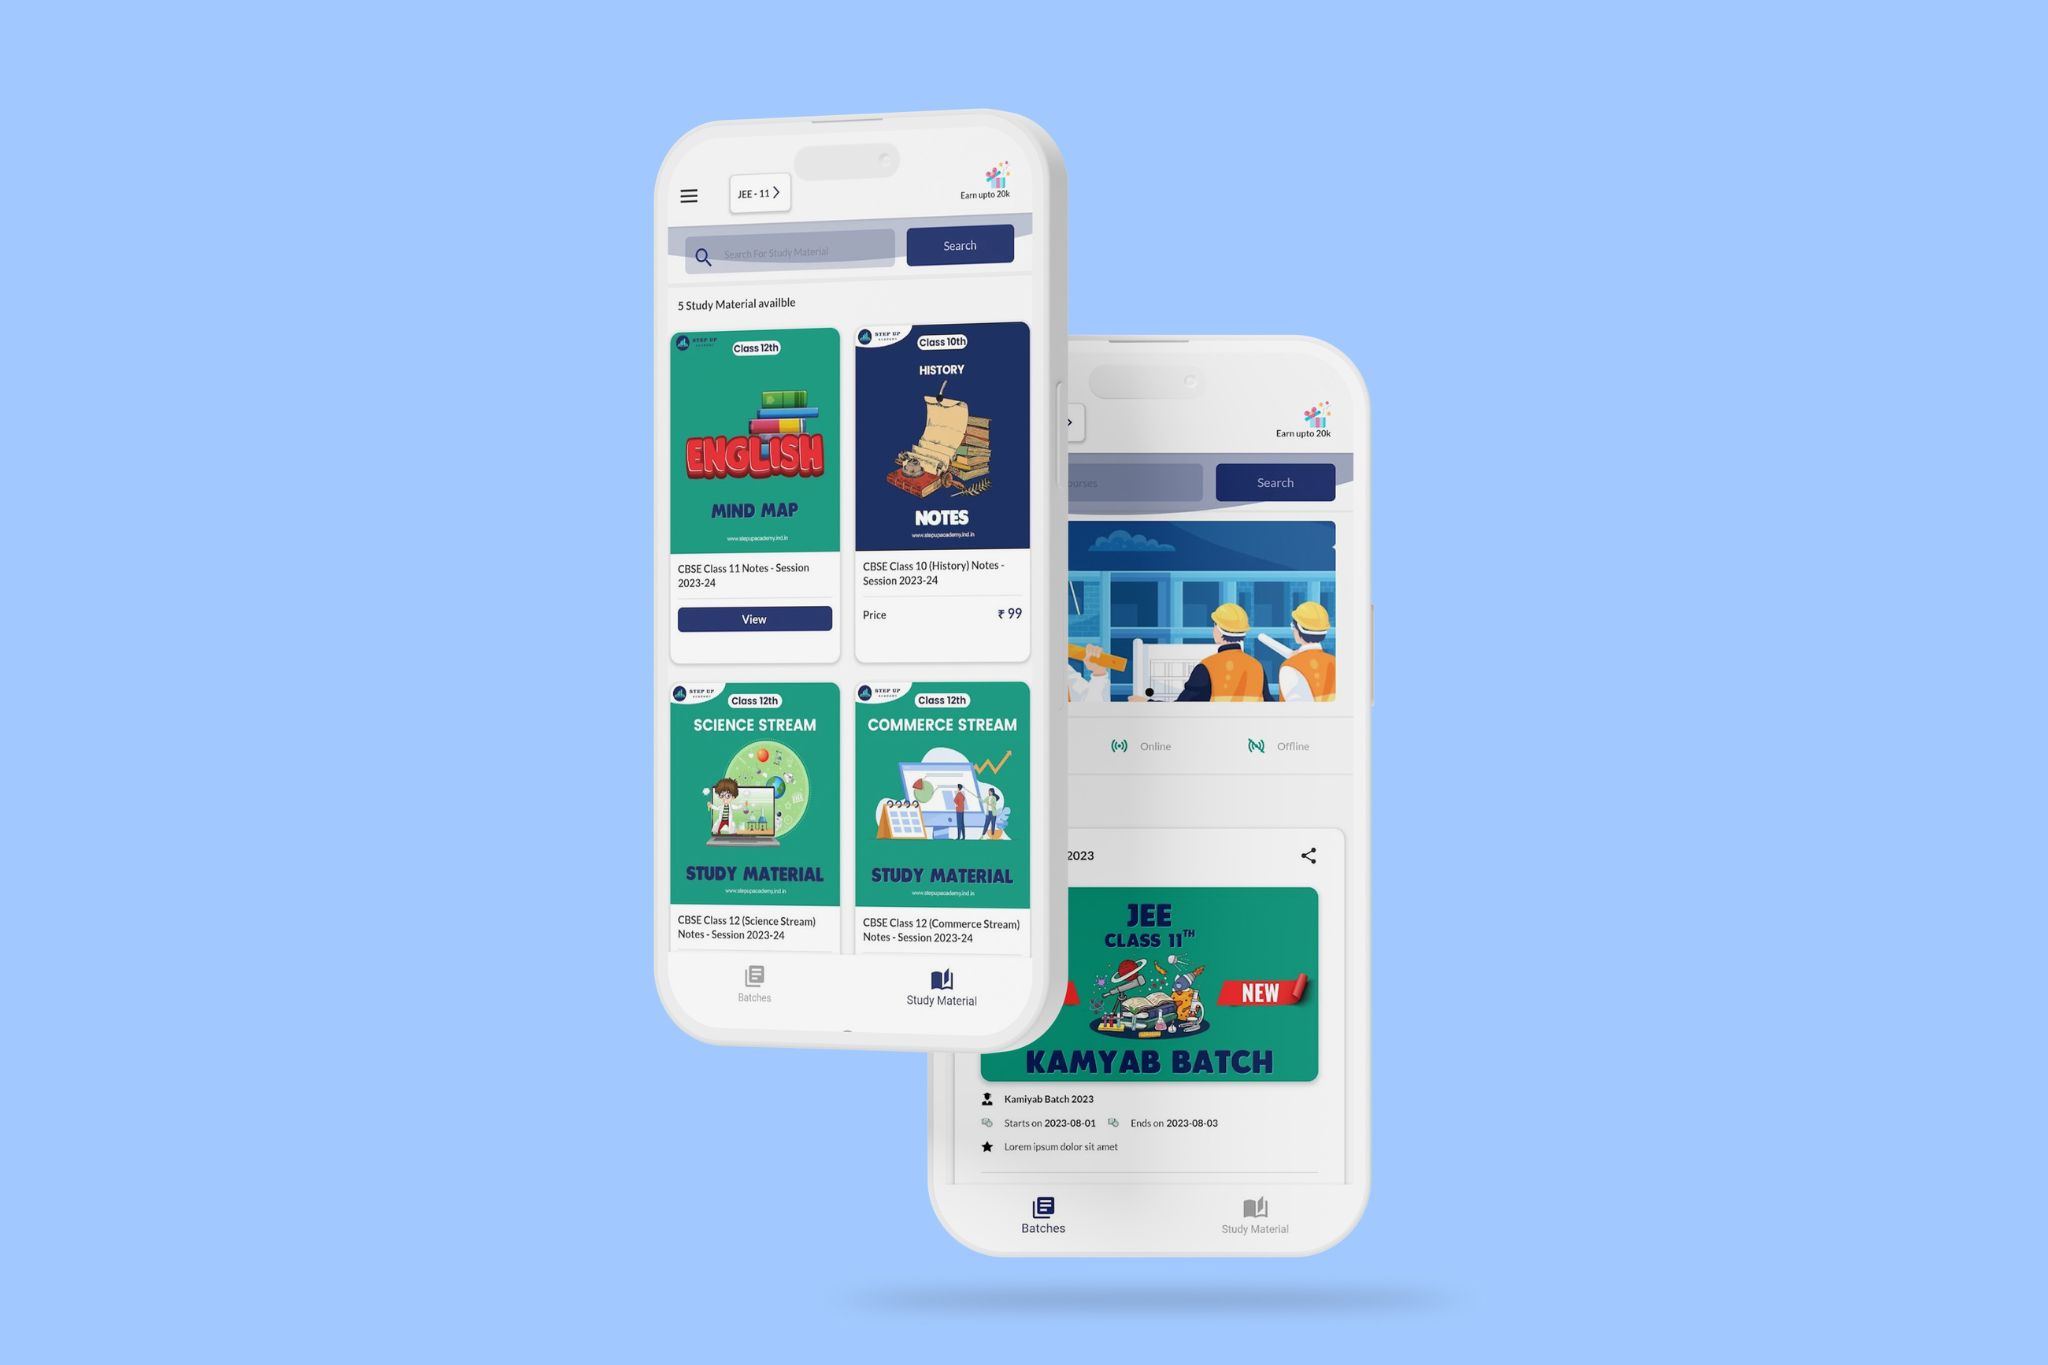 JEE - 11
Earn upto 20k
Search For Study Material
Search
5 Study Material availble
STEP UP
ACADEMY
Class 12th
ENGLISH
MIND MAP
www.stepupacademy.ind.in
CBSE Class 11 Notes - Session
2023-24
View
STEP UP
ACADEMY
Class 10th
HISTORY
NOTES
www.stepupacademy.ind.in
CBSE Class 10 (History) Notes -
Session 2023-24
Price ₹ 99
STEP UP
ACADEMY
Class 12th
SCIENCE STREAM
STUDY MATERIAL
www.stepupacademy.ind.in
CBSE Class 12 (Science Stream)
Notes - Session 2023-24
STEP UP
ACADEMY
Class 12th
COMMERCE STREAM
STUDY MATERIAL
www.stepupacademy.ind.in
CBSE Class 12 (Commerce Stream)
Notes - Session 2023-24
Batches
Study Material
Earn upto 20k
Search
Online
Offline
2023
JEE
CLASS 11TH
NEW
KAMYAB BATCH
Kamiyab Batch 2023
Starts on 2023-08-01 Ends on 2023-08-03
Lorem ipsum dolor sit amet
Batches
Study Material